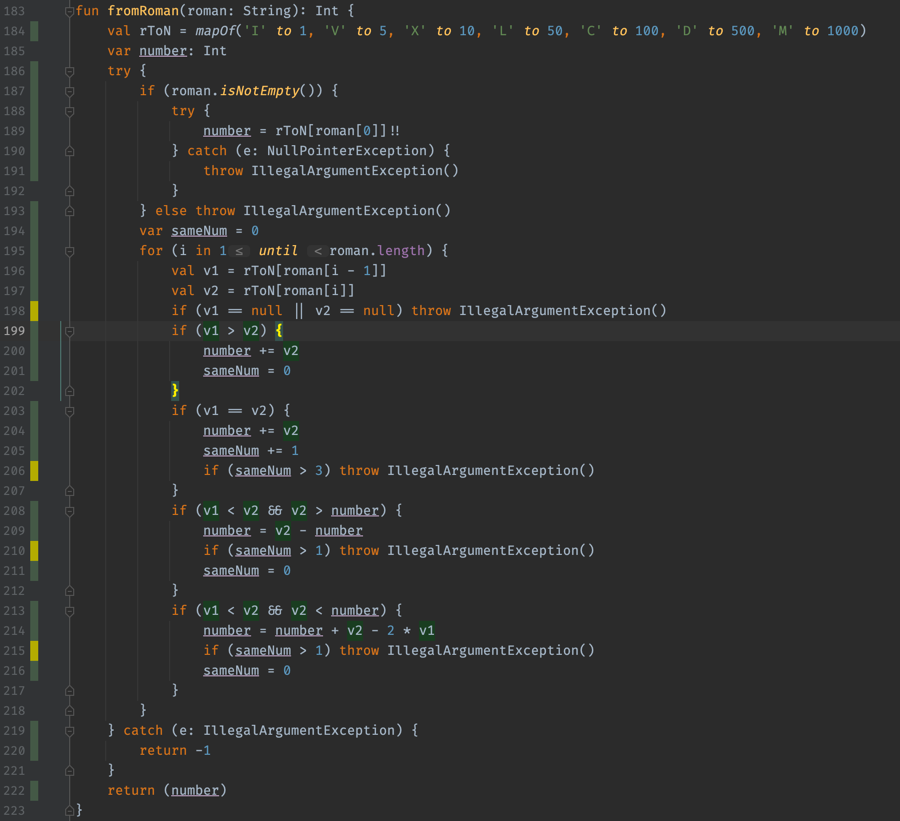 183 fun fromRoman(roman: String): Int {
184     val rToN = mapOf('I' to 1, 'V' to 5, 'X' to 10, 'L' to 50, 'C' to 100, 'D' to 500, 'M' to 1000)
185     var number: Int
186     try {
187         if (roman.isNotEmpty()) {
188             try {
189                 number = rToN[roman[0]]!!
190             } catch (e: NullPointerException) {
191                 throw IllegalArgumentException()
192             }
193         } else throw IllegalArgumentException()
194         var sameNum = 0
195         for (i in 1 ≤ until < roman.length) {
196             val v1 = rToN[roman[i - 1]]
197             val v2 = rToN[roman[i]]
198             if (v1 == null || v2 == null) throw IllegalArgumentException()
199             if (v1 > v2) {
200                 number += v2
201                 sameNum = 0
202             }
203             if (v1 == v2) {
204                 number += v2
205                 sameNum += 1
206                 if (sameNum > 3) throw IllegalArgumentException()
207             }
208             if (v1 < v2 && v2 > number) {
209                 number = v2 - number
210                 if (sameNum > 1) throw IllegalArgumentException()
211                 sameNum = 0
212             }
213             if (v1 < v2 && v2 < number) {
214                 number = number + v2 - 2 * v1
215                 if (sameNum > 1) throw IllegalArgumentException()
216                 sameNum = 0
217             }
218         }
219     } catch (e: IllegalArgumentException) {
220         return -1
221     }
222     return (number)
223 }